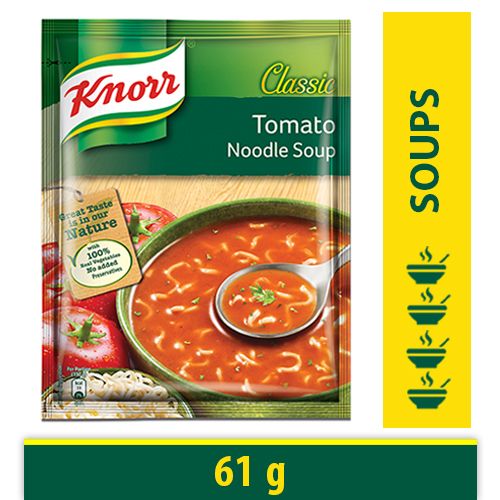 Knorr
Classic
Tomato
Noodle Soup
Great Taste
is in our
Nature
with
100%
Real Vegetables
No added
Preservatives
SOUPS
61 g